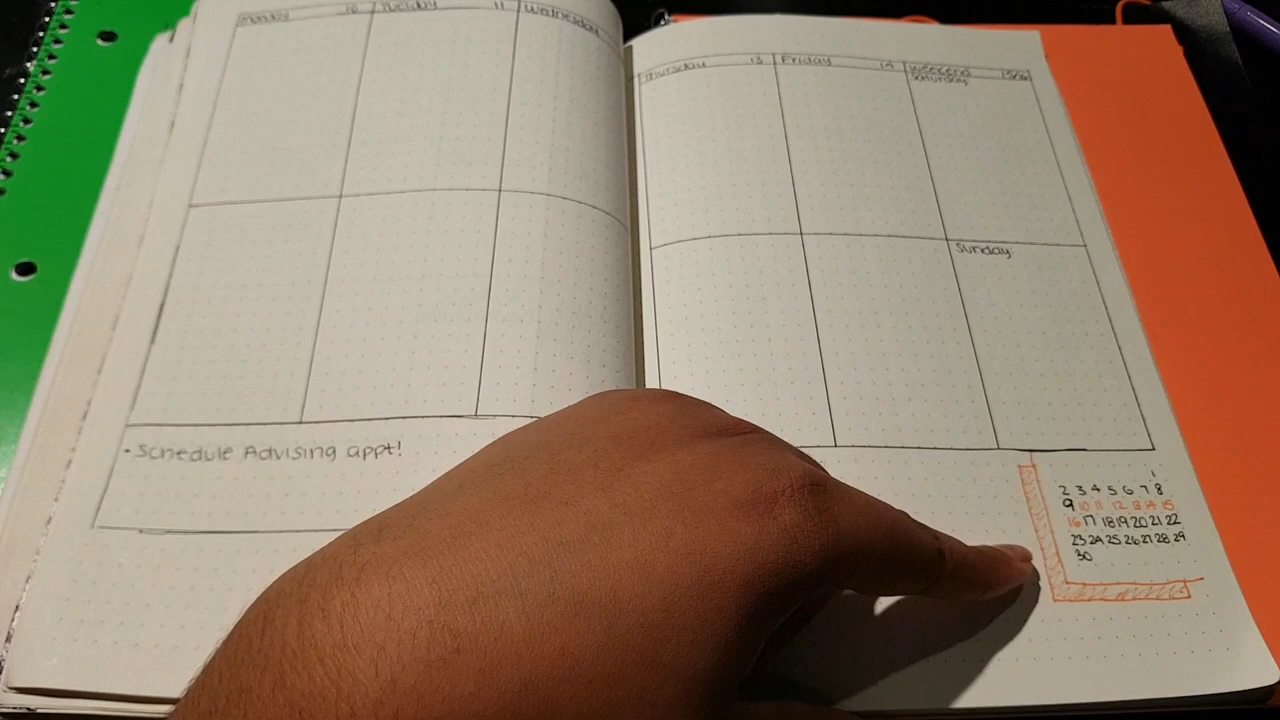 Monday 10
Tuesday 11
Wednesday
Thursday 13
Friday 14
Weekend 15/16
Saturday
Sunday
- Schedule Advising appt!
1
2 3 4 5 6 7 8
9 10 11 12 13 14 15
16 17 18 19 20 21 22
23 24 25 26 27 28 29
30